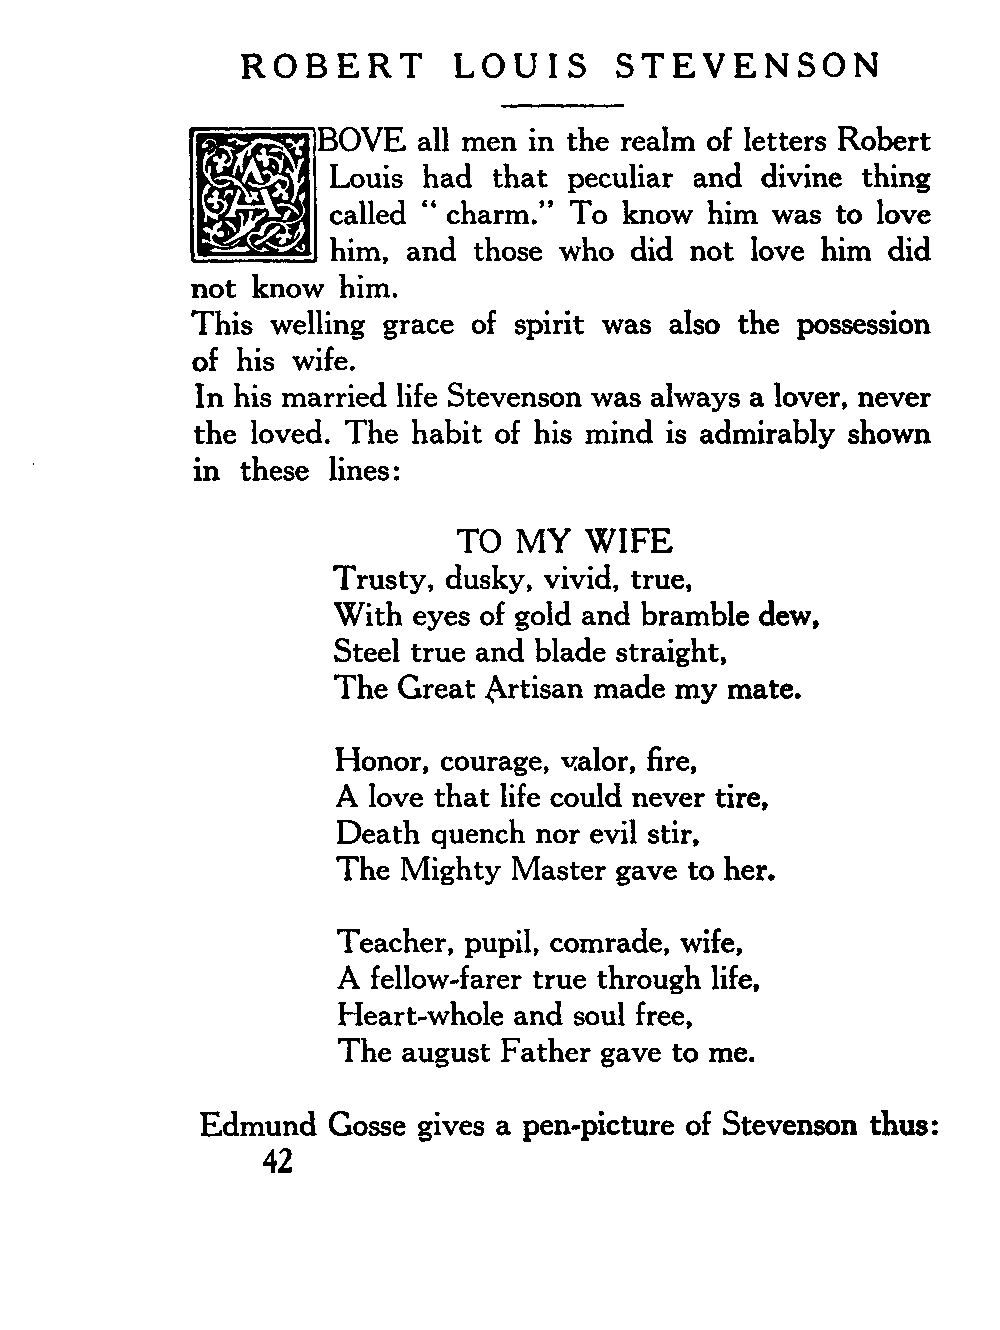 ROBERT LOUIS STEVENSON
ABOVE all men in the realm of letters Robert
Louis had that peculiar and divine thing
called " charm." To know him was to love
him, and those who did not love him did
not know him.
This welling grace of spirit was also the possession
of his wife.
In his married life Stevenson was always a lover, never
the loved. The habit of his mind is admirably shown
in these lines:
TO MY WIFE
Trusty, dusky, vivid, true,
With eyes of gold and bramble dew,
Steel true and blade straight,
The Great Artisan made my mate.
Honor, courage, valor, fire,
A love that life could never tire,
Death quench nor evil stir,
The Mighty Master gave to her.
Teacher, pupil, comrade, wife,
A fellow-farer true through life,
Heart-whole and soul free,
The august Father gave to me.
Edmund Gosse gives a pen-picture of Stevenson thus:
42